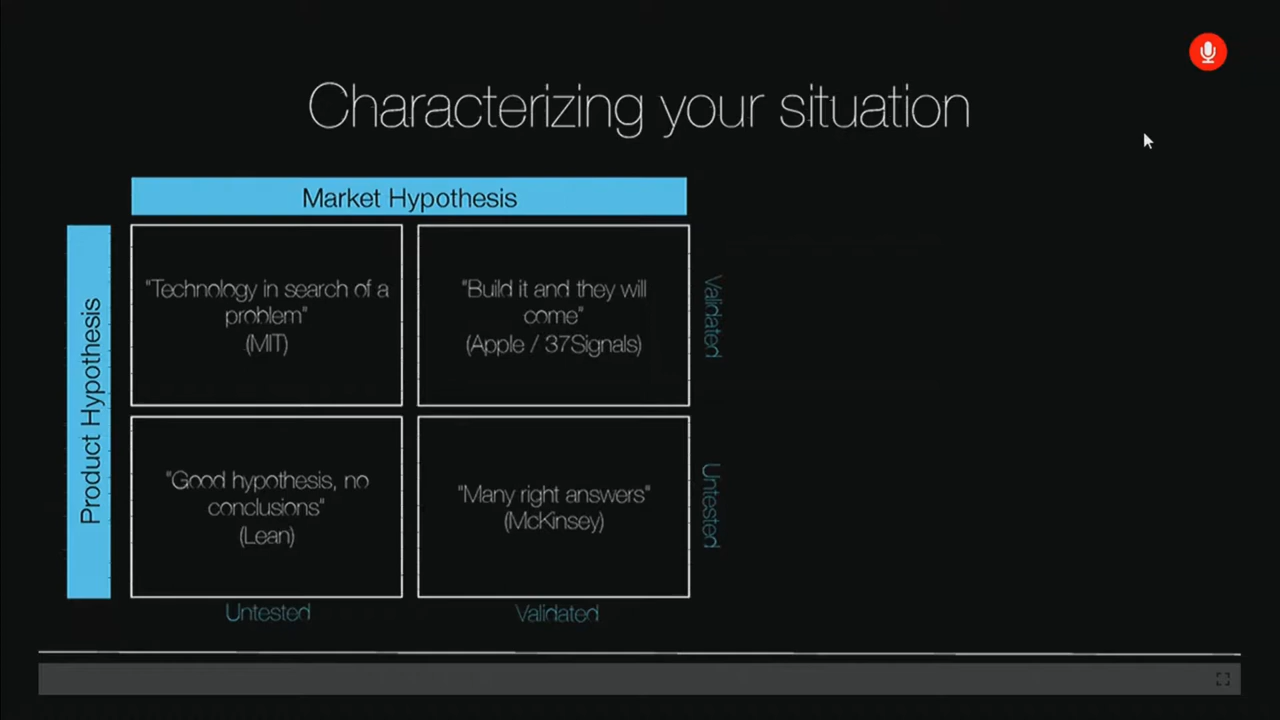 Characterizing your situation
Market Hypothesis
Product Hypothesis
"Technology in search of a
problem"
(MIT)
"Build it and they will
come"
(Apple / 37Signals)
Validated
"Good hypothesis, no
conclusions"
(Lean)
"Many right answers"
(McKinsey)
Untested
Untested
Validated